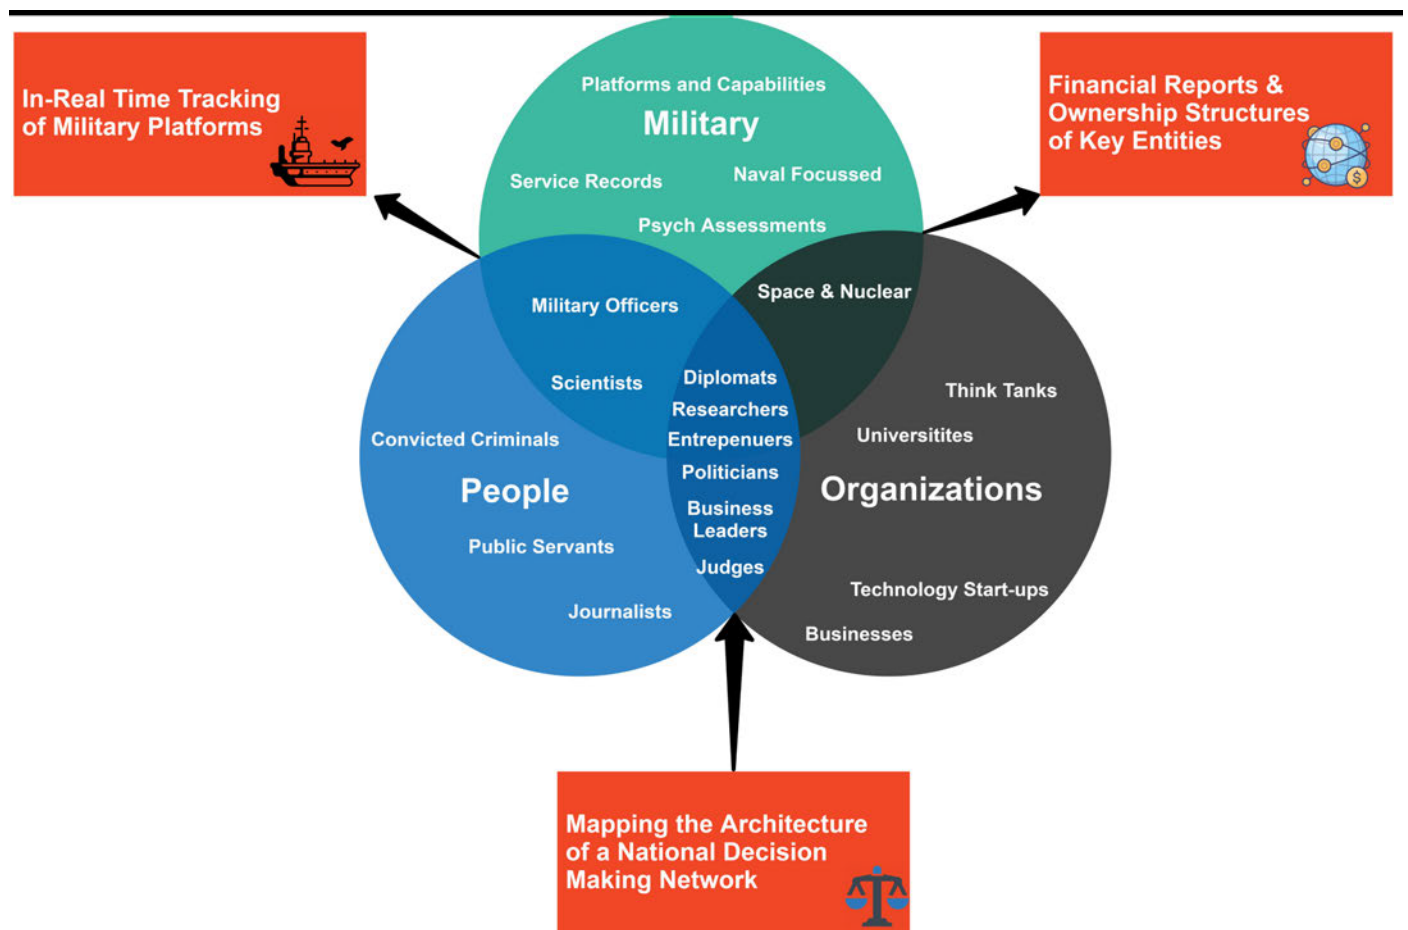 In-Real Time Tracking
of Military Platforms
Financial Reports &
Ownership Structures
of Key Entities
$
Platforms and Capabilities
Military
Service Records
Naval Focussed
Psych Assessments
Military Officers
Space & Nuclear
Scientists
Diplomats
Researchers
Entrepenuers
Politicians
Business
Leaders
Judges
Convicted Criminals
People
Public Servants
Journalists
Think Tanks
Universitites
Organizations
Technology Start-ups
Businesses
Mapping the Architecture
of a National Decision
Making Network